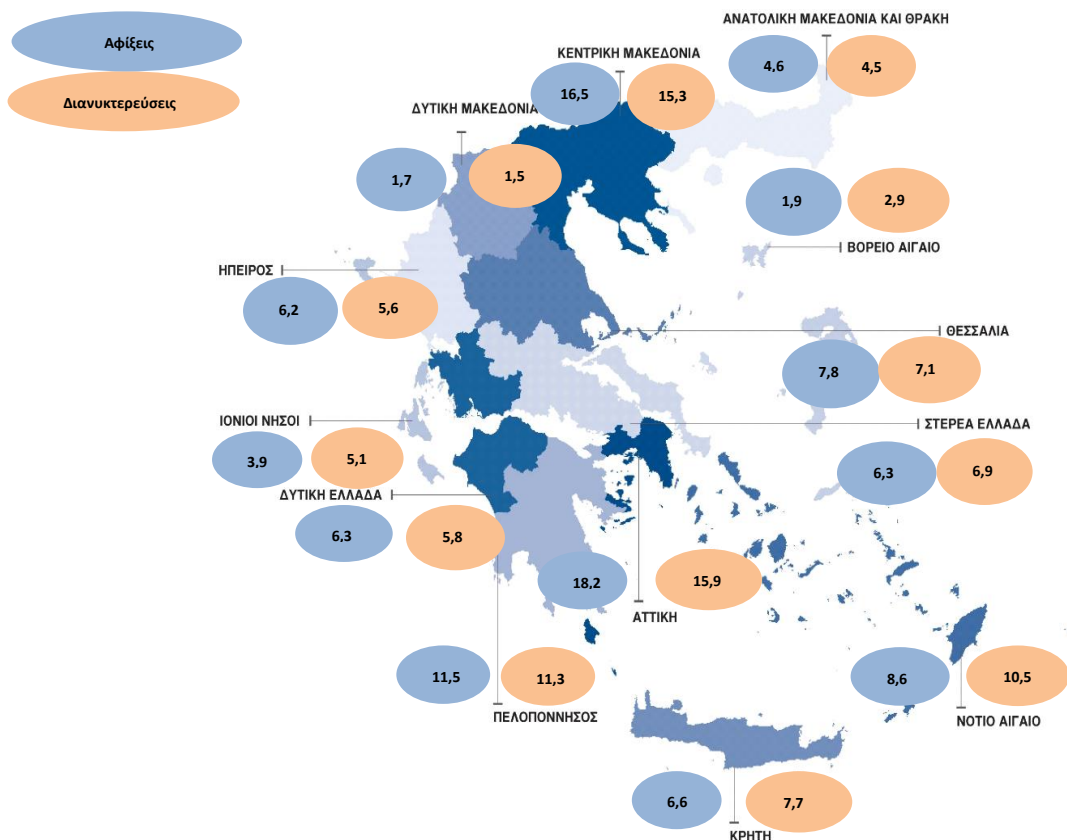 Αφίξεις
Διανυκτερεύσεις
ΑΝΑΤΟΛΙΚΗ ΜΑΚΕΔΟΝΙΑ ΚΑΙ ΘΡΑΚΗ
4,6
4,5
ΚΕΝΤΡΙΚΗ ΜΑΚΕΔΟΝΙΑ
16,5
15,3
ΔΥΤΙΚΗ ΜΑΚΕΔΟΝΙΑ
1,7
1,5
1,9
2,9
ΒΟΡΕΙΟ ΑΙΓΑΙΟ
ΗΠΕΙΡΟΣ
6,2
5,6
ΘΕΣΣΑΛΙΑ
7,8
7,1
ΙΟΝΙΟΙ ΝΗΣΟΙ
3,9
5,1
ΣΤΕΡΕΑ ΕΛΛΑΔΑ
6,3
6,9
ΔΥΤΙΚΗ ΕΛΛΑΔΑ
6,3
5,8
18,2
15,9
ΑΤΤΙΚΗ
11,5
11,3
ΠΕΛΟΠΟΝΝΗΣΟΣ
8,6
10,5
ΝΟΤΙΟ ΑΙΓΑΙΟ
6,6
7,7
ΚΡΗΤΗ